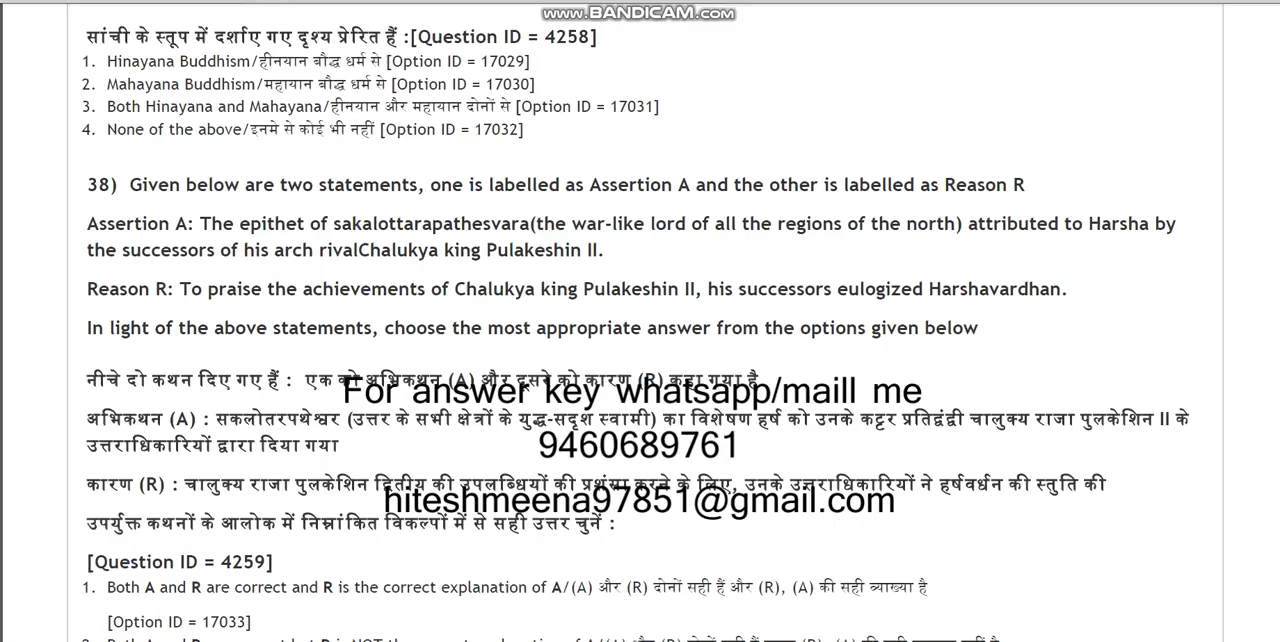 www.BANDICAM.com
सांची के स्तूप में दर्शाए गए दृश्य प्रेरित हैं :[Question ID = 4258]
1. Hinayana Buddhism/हीनयान बौद्ध धर्म से [Option ID = 17029]
2. Mahayana Buddhism/महायान बौद्ध धर्म से [Option ID = 17030]
3. Both Hinayana and Mahayana/हीनयान और महायान दोनों से [Option ID = 17031]
4. None of the above/इनमे से कोई भी नहीं [Option ID = 17032]
38) Given below are two statements, one is labelled as Assertion A and the other is labelled as Reason R
Assertion A: The epithet of sakalottarapathesvara(the war-like lord of all the regions of the north) attributed to Harsha by
the successors of his arch rivalChalukya king Pulakeshin II.
Reason R: To praise the achievements of Chalukya king Pulakeshin II, his successors eulogized Harshavardhan.
In light of the above statements, choose the most appropriate answer from the options given below
नीचे दो कथन दिए गए हैं : एक को अभिकथन (A) और दूसरे को कारण (R) कहा गया है
For answer key whatsapp/maill me
अभिकथन (A) : सकलोतरपथेश्वर (उत्तर के सभी क्षेत्रों के युद्ध-सदृश स्वामी) का विशेषण हर्ष को उनके कट्टर प्रतिद्वंद्वी चालुक्य राजा पुलकेशिन II के
उत्तराधिकारियों द्वारा दिया गया
9460689761
कारण (R) : चालुक्य राजा पुलकेशिन द्वितीय की उपलब्धियों की प्रशंसा करने के लिए, उनके उत्तराधिकारियों ने हर्षवर्धन की स्तुति की
hiteshmeena97851@gmail.com
उपर्युक्त कथनों के आलोक में निम्नांकित विकल्पों में से सही उत्तर चुनें :
[Question ID = 4259]
1. Both A and R are correct and R is the correct explanation of A/(A) और (R) दोनों सही हैं और (R), (A) की सही व्याख्या है
[Option ID = 17033]